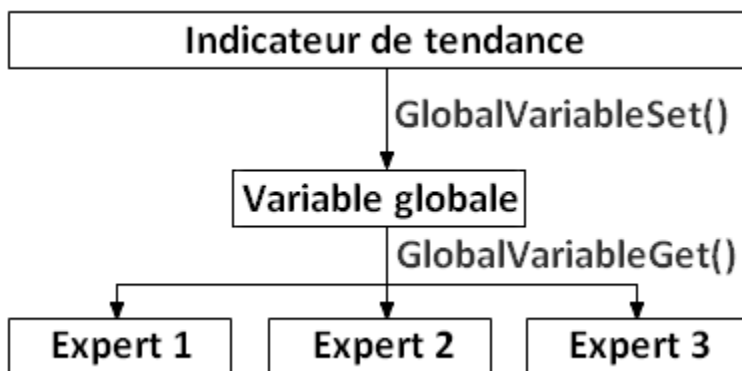 Indicateur de tendance
GlobalVariableSet()
Variable globale
GlobalVariableGet()
Expert 1
Expert 2
Expert 3